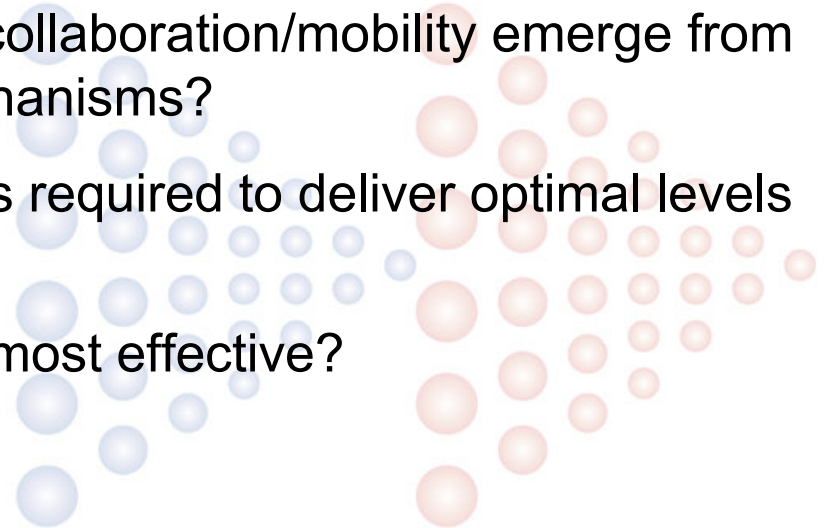 collaboration/mobility emerge from
hanisms?
s required to deliver optimal levels
most effective?